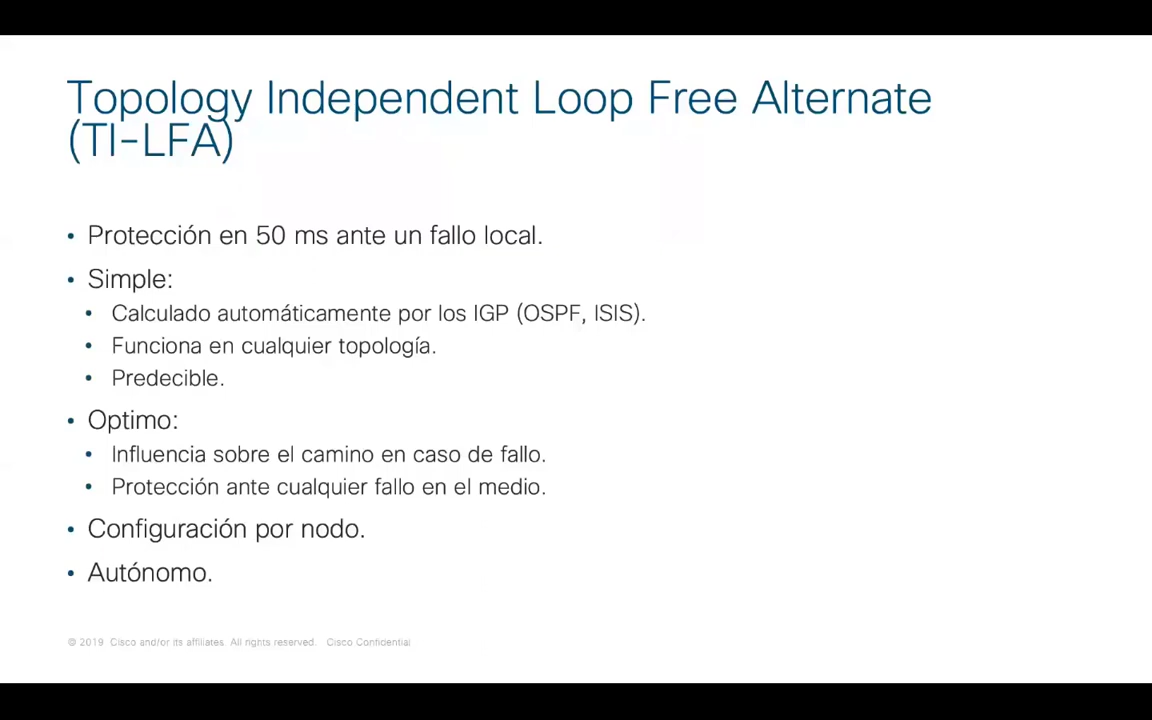 Topology Independent Loop Free Alternate
(TI-LFA)
• Protección en 50 ms ante un fallo local.
• Simple:
• Calculado automáticamente por los IGP (OSPF, ISIS).
• Funciona en cualquier topología.
• Predecible.
• Optimo:
• Influencia sobre el camino en caso de fallo.
• Protección ante cualquier fallo en el medio.
• Configuración por nodo.
• Autónomo.
© 2019 Cisco and/or its affiliates. All rights reserved. Cisco Confidential